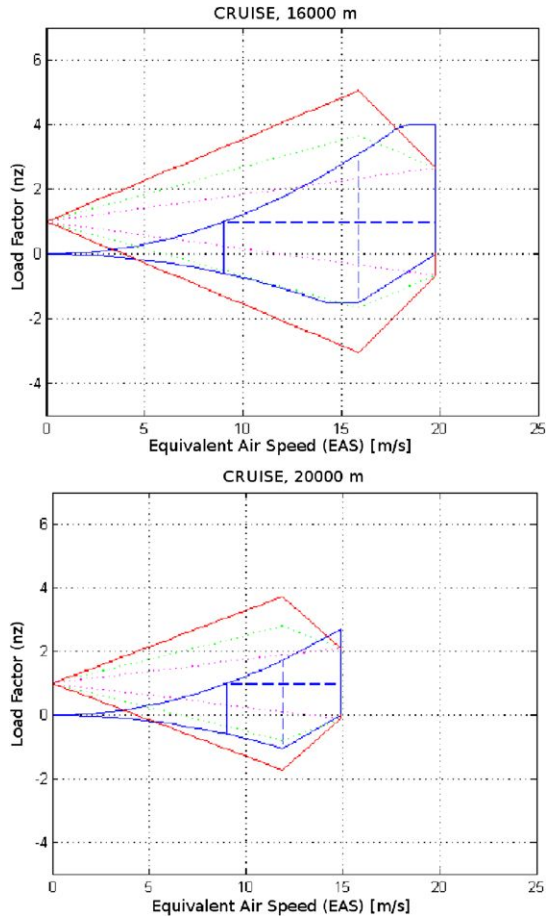 CRUISE, 16000 m
6
4
2
0
-2
-4
Load Factor (nz)
0 5 10 15 20 25
Equivalent Air Speed (EAS) [m/s]
CRUISE, 20000 m
6
4
2
0
-2
-4
Load Factor (nz)
0 5 10 15 20 25
Equivalent Air Speed (EAS) [m/s]